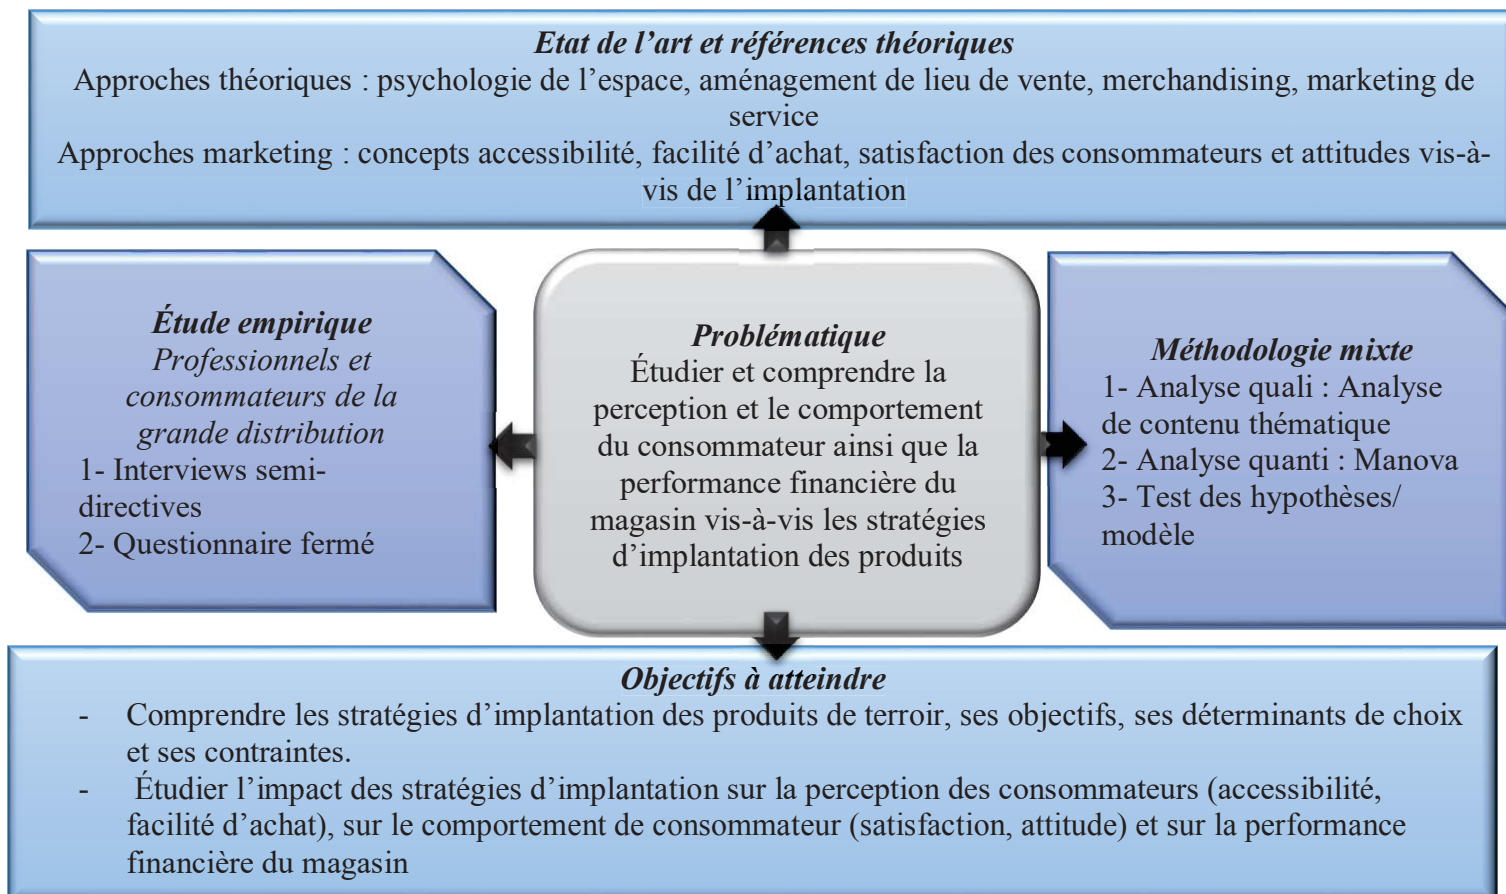 Etat de l’art et références théoriques
Approches théoriques : psychologie de l’espace, aménagement de lieu de vente, merchandising, marketing de
service
Approches marketing : concepts accessibilité, facilité d’achat, satisfaction des consommateurs et attitudes vis-à-
vis de l’implantation
Étude empirique
Professionnels et
consommateurs de la
grande distribution
1- Interviews semi-
directives
2- Questionnaire fermé
Problématique
Étudier et comprendre la
perception et le comportement
du consommateur ainsi que la
performance financière du
magasin vis-à-vis les stratégies
d’implantation des produits
Méthodologie mixte
1- Analyse quali : Analyse
de contenu thématique
2- Analyse quanti : Manova
3- Test des hypothèses/
modèle
Objectifs à atteindre
- Comprendre les stratégies d’implantation des produits de terroir, ses objectifs, ses déterminants de choix
et ses contraintes.
- Étudier l’impact des stratégies d’implantation sur la perception des consommateurs (accessibilité,
facilité d’achat), sur le comportement de consommateur (satisfaction, attitude) et sur la performance
financière du magasin